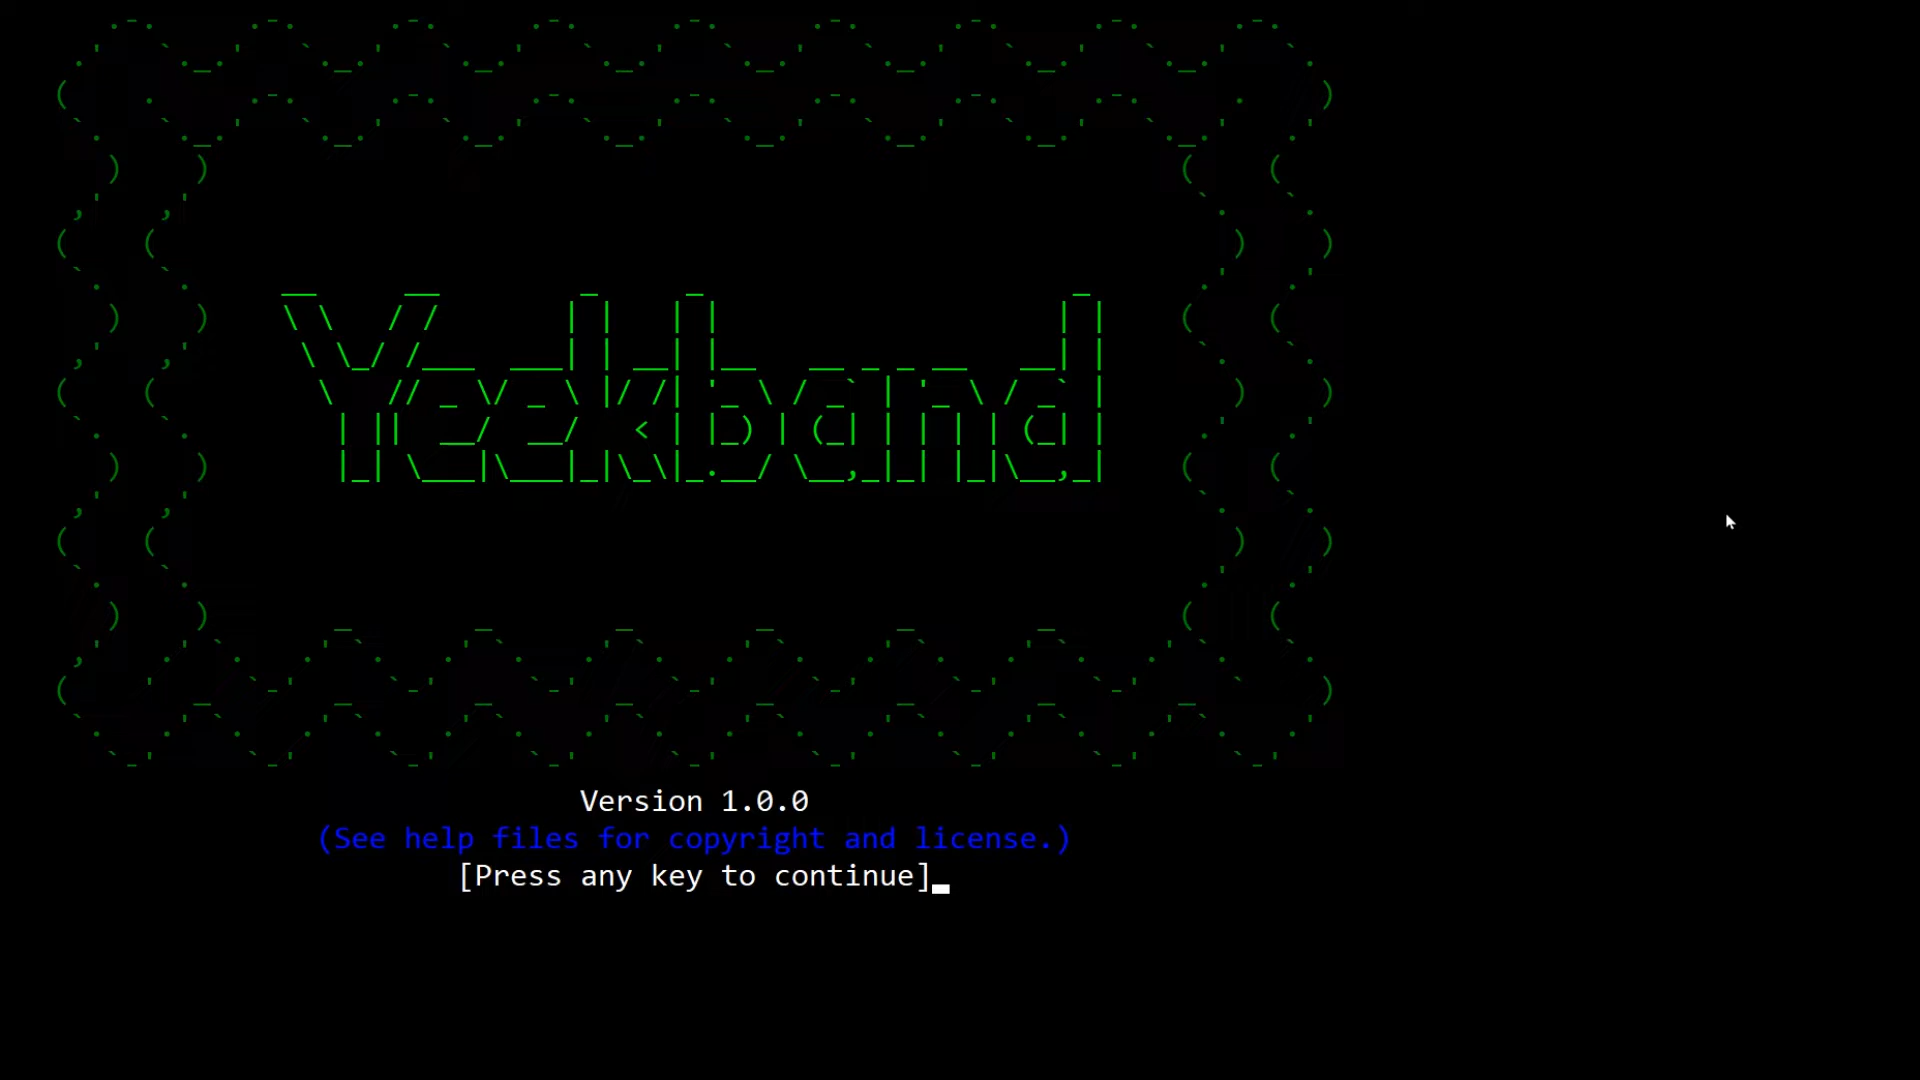 Yeekband
Version 1.0.0
(See help files for copyright and license.)
[Press any key to continue]